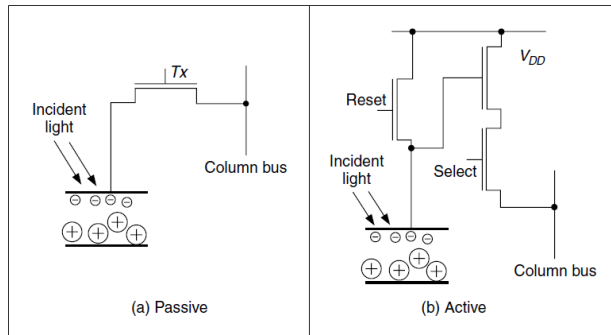 Tx
Incident
light
Column bus
(a) Passive
V_DD
Reset
Incident
light
Select
Column bus
(b) Active